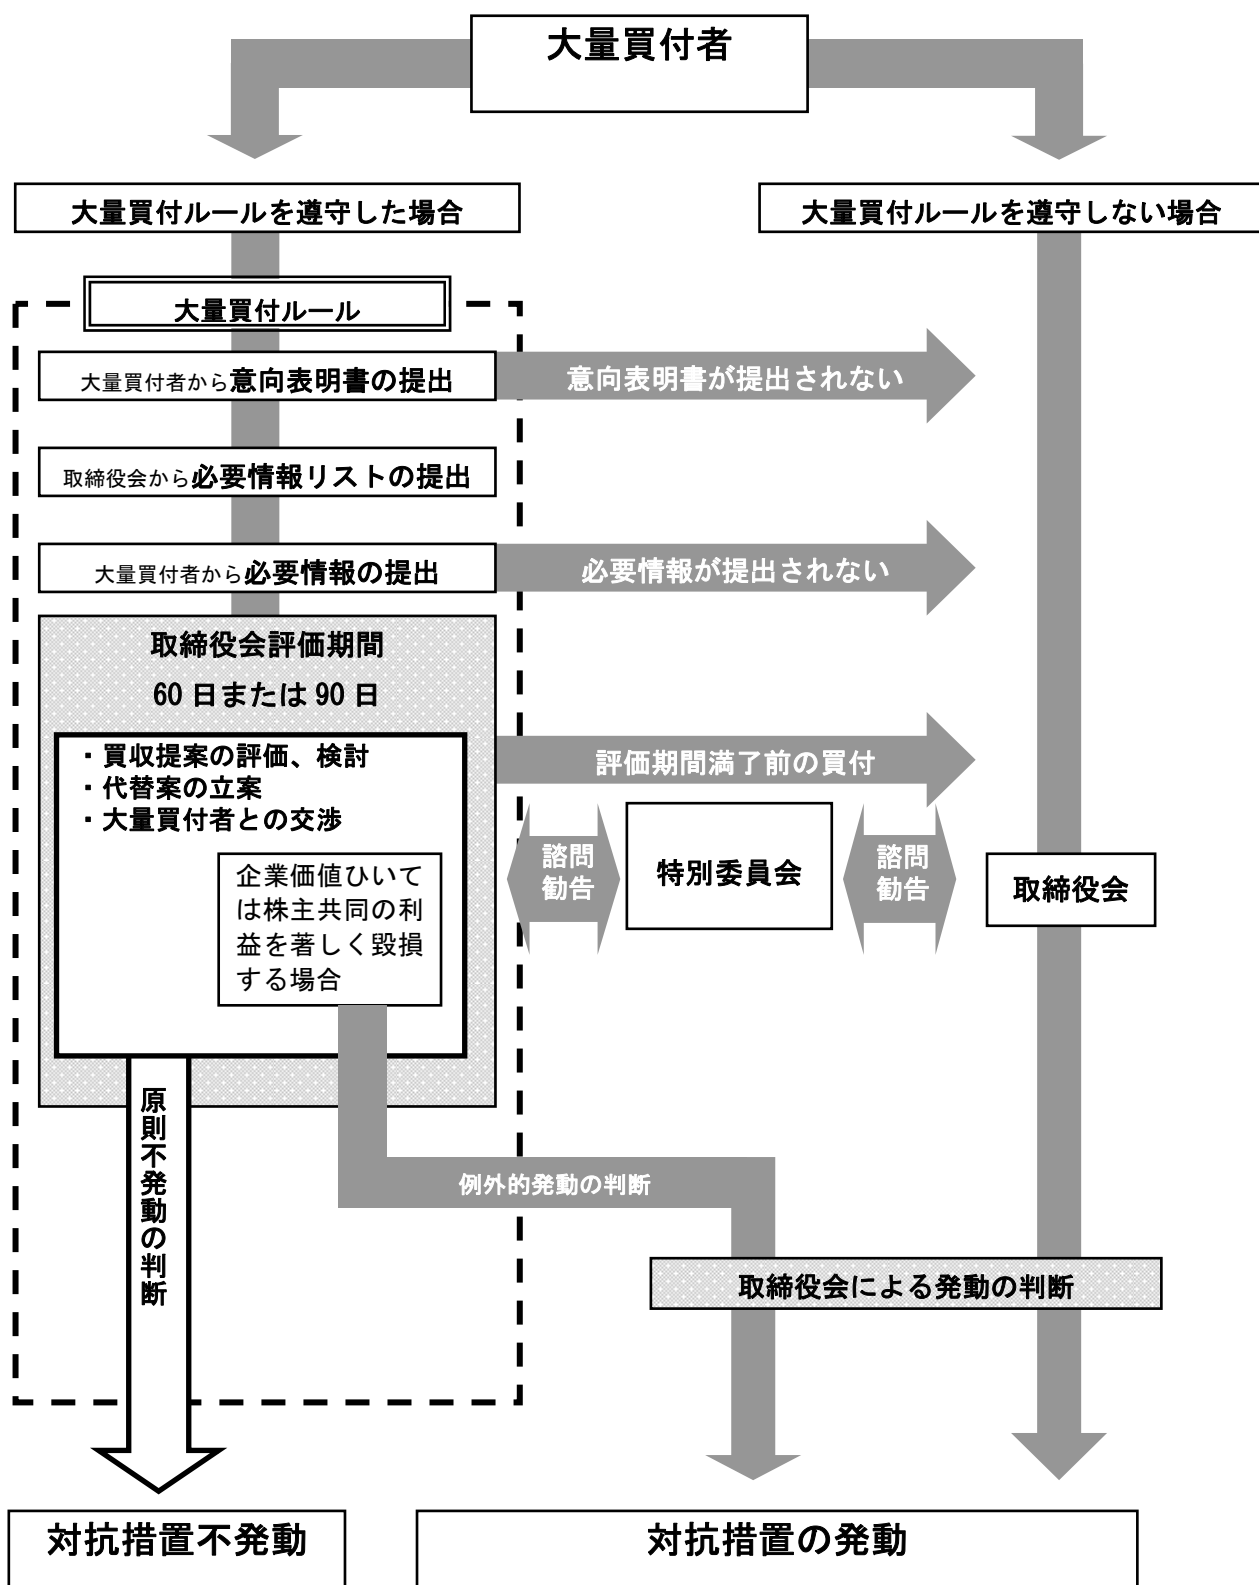 大量買付者
大量買付ルールを遵守した場合
大量買付ルールを遵守しない場合
大量買付ルール
大量買付者から意向表明書の提出
意向表明書が提出されない
取締役会から必要情報リストの提出
大量買付者から必要情報の提出
必要情報が提出されない
取締役会評価期間
60 日または 90 日
・買収提案の評価、検討
・代替案の立案
・大量買付者との交渉
評価期間満了前の買付
企業価値ひいて
は株主共同の利
益を著しく毀損
する場合
諮問
勧告
特別委員会
諮問
勧告
取締役会
原則不発動の判断
例外的発動の判断
取締役会による発動の判断
対抗措置不発動
対抗措置の発動